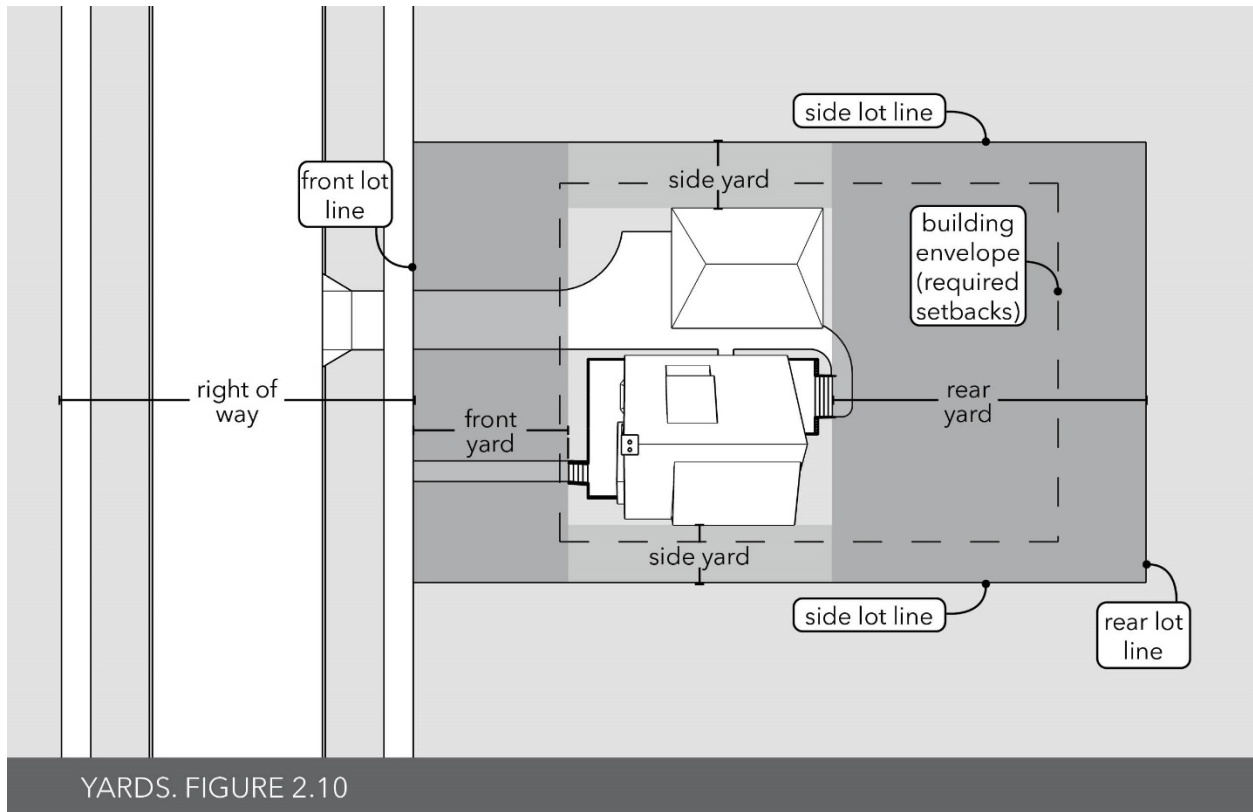 side lot line
front lot
line
side yard
building
envelope
(required
setbacks)
right of
way
front
yard
rear
yard
side yard
side lot line
rear lot
line
YARDS. FIGURE 2.10